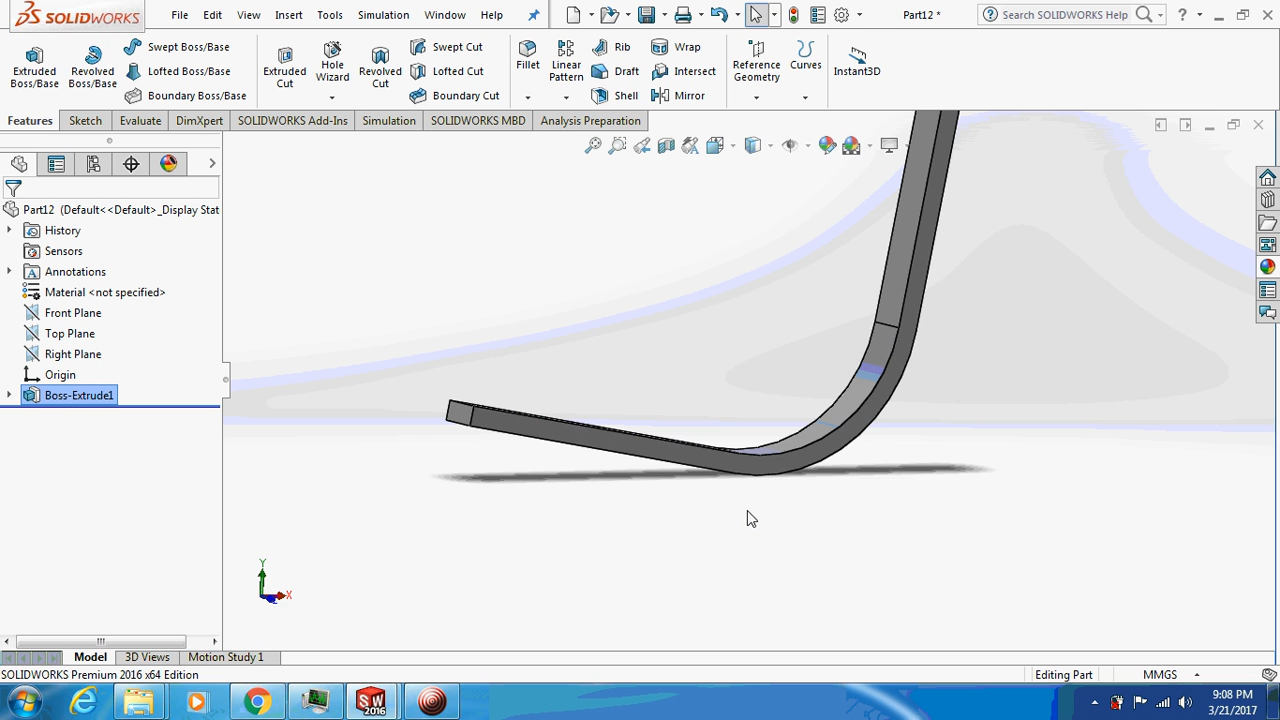 SOLIDWORKS File Edit View Insert Tools Simulation Window Help Part12 * Search SOLIDWORKS Help ?
Extruded Boss/Base Revolved Boss/Base Swept Boss/Base Lofted Boss/Base Boundary Boss/Base
Extruded Cut Hole Wizard Revolved Cut Swept Cut Lofted Cut Boundary Cut
Fillet Linear Pattern Rib Draft Shell Wrap Intersect Mirror
Reference Geometry Curves Instant3D
Features Sketch Evaluate DimXpert SOLIDWORKS Add-Ins Simulation SOLIDWORKS MBD Analysis Preparation
Part12 (Default<<Default>_Display Stat
History
Sensors
Annotations
Material <not specified>
Front Plane
Top Plane
Right Plane
Origin
Boss-Extrude1
Y
X
Model 3D Views Motion Study 1
SOLIDWORKS Premium 2016 x64 Edition Editing Part MMGS
SW 2016
9:08 PM
3/21/2017